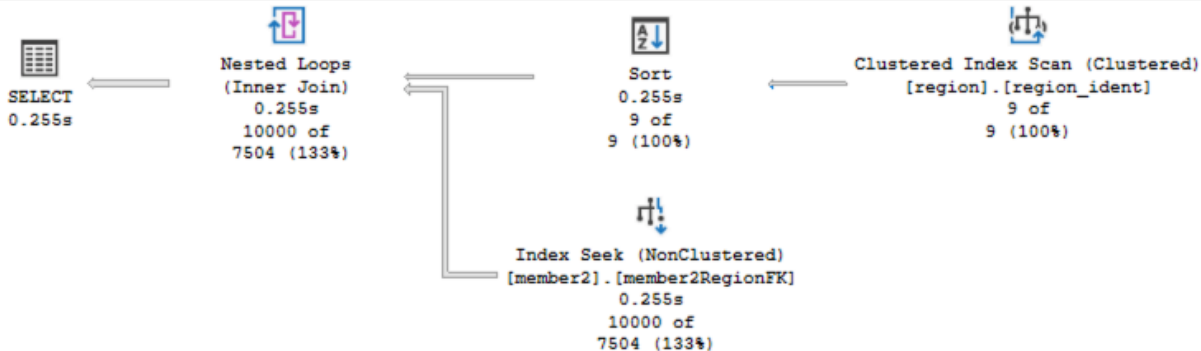 SELECT
0.255s
Nested Loops
(Inner Join)
0.255s
10000 of
7504 (133%)
Sort
0.255s
9 of
9 (100%)
Clustered Index Scan (Clustered)
[region].[region_ident]
9 of
9 (100%)
Index Seek (NonClustered)
[member2].[member2RegionFK]
0.255s
10000 of
7504 (133%)